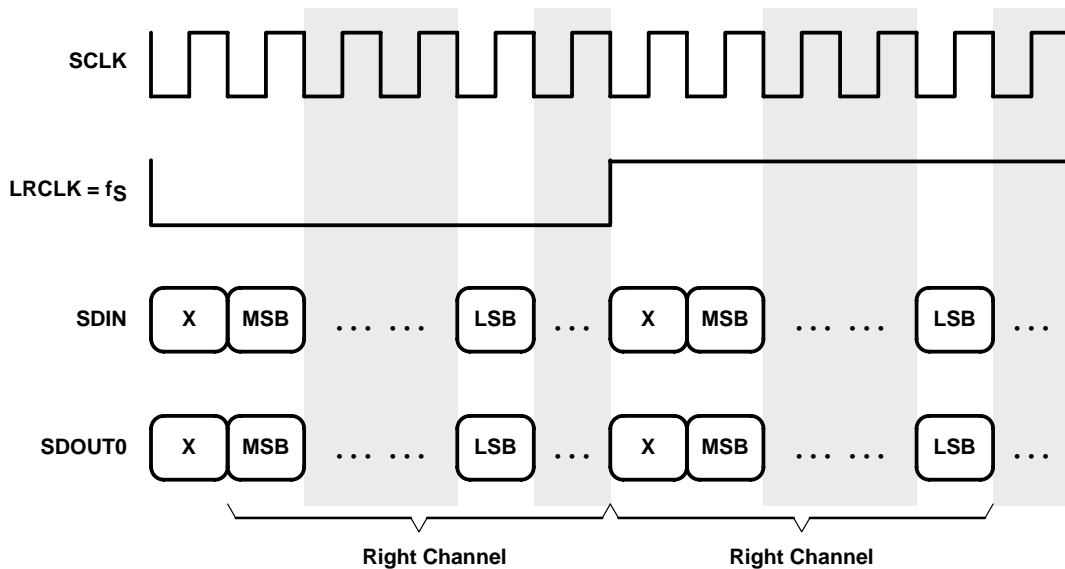 SCLK
LRCLK = fS
SDIN X MSB ... ... LSB ... X MSB ... ... LSB ...
SDOUT0 X MSB ... ... LSB ... X MSB ... ... LSB ...
Right Channel Right Channel